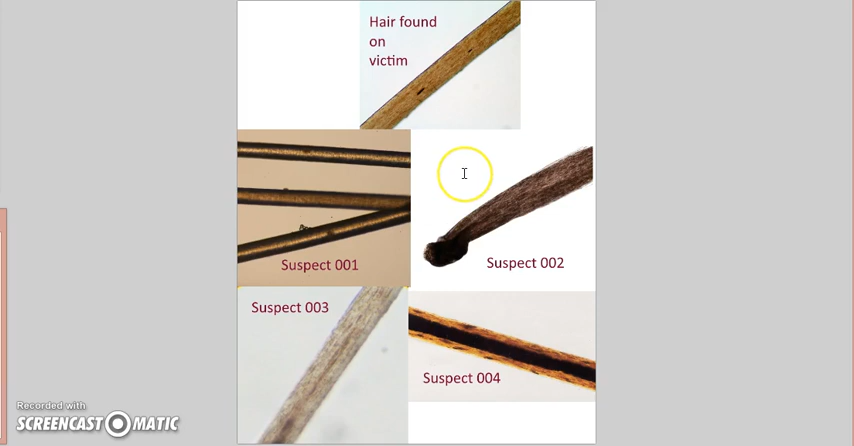 Hair found
on
victim
Suspect 001
Suspect 002
Suspect 003
Suspect 004
Recorded with
SCREENCAST MATIC